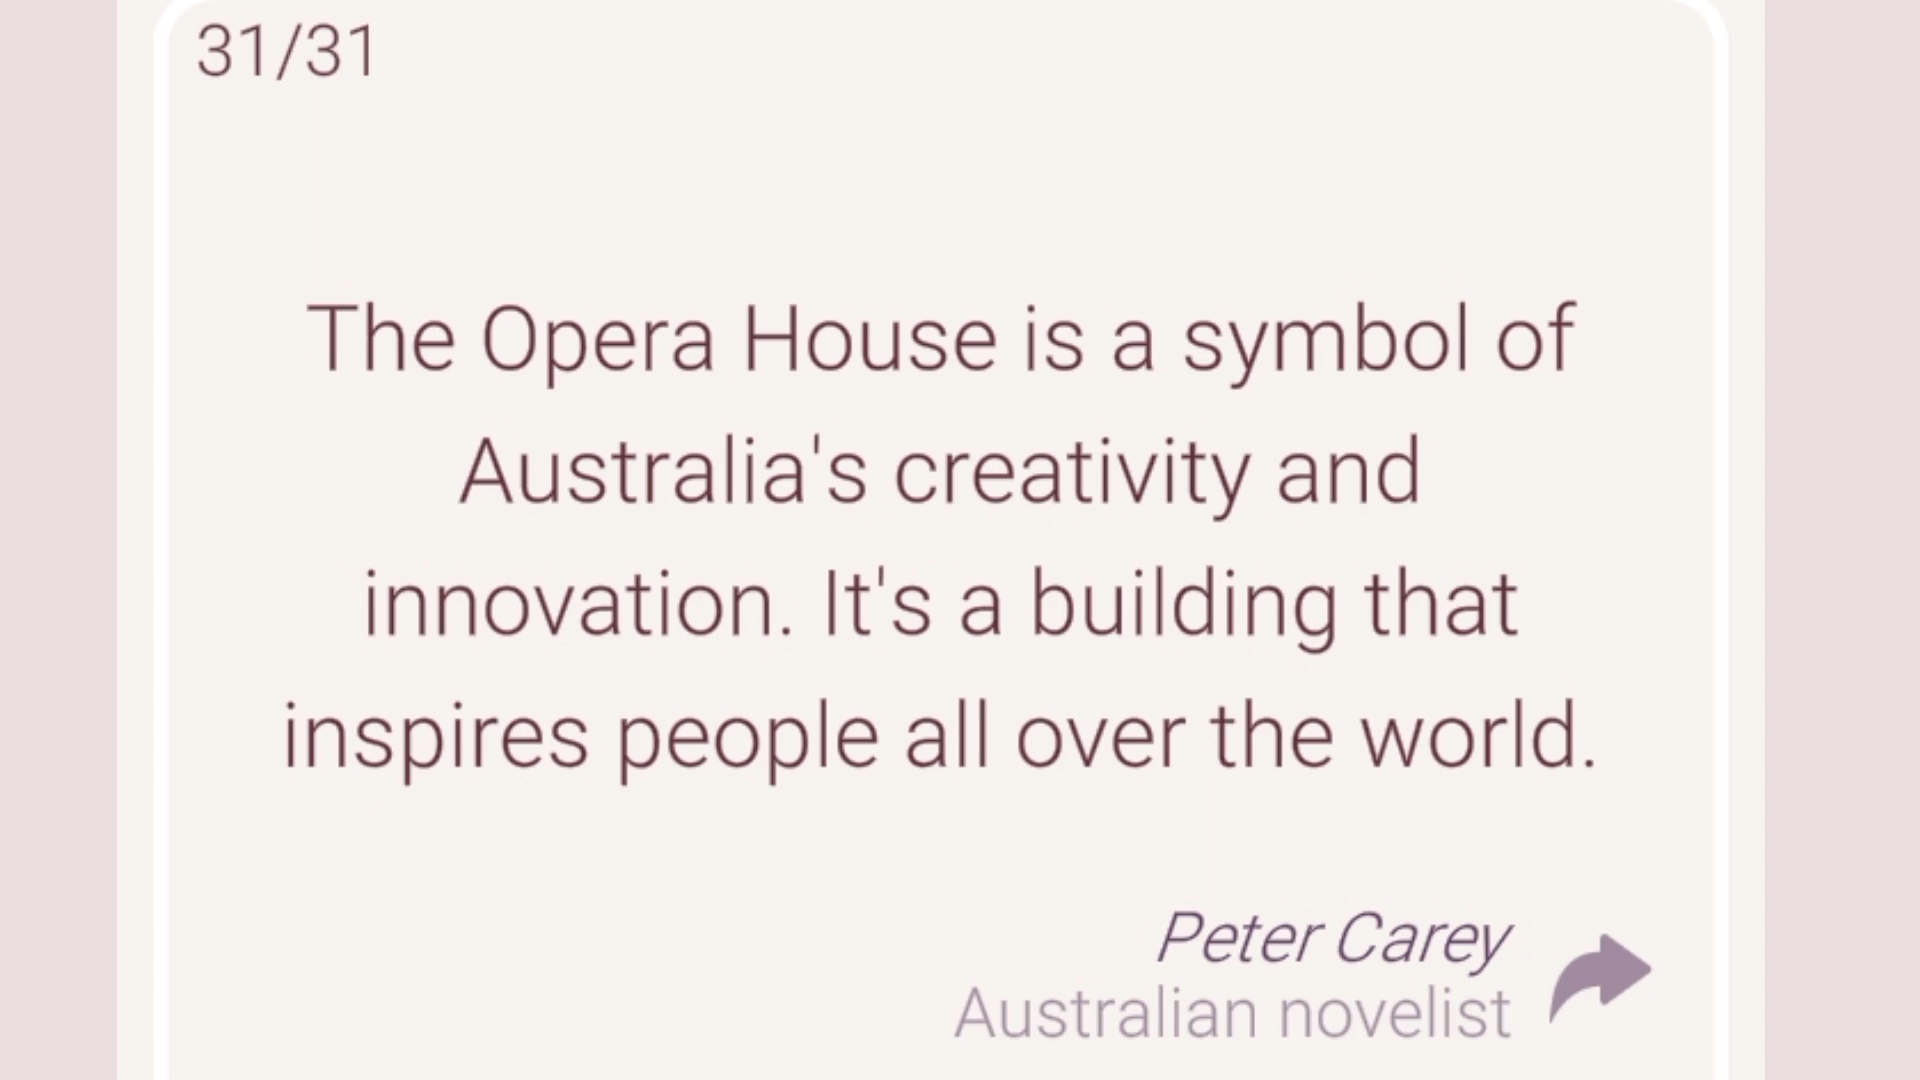 31/31
The Opera House is a symbol of
Australia's creativity and
innovation. It's a building that
inspires people all over the world.
Peter Carey
Australian novelist